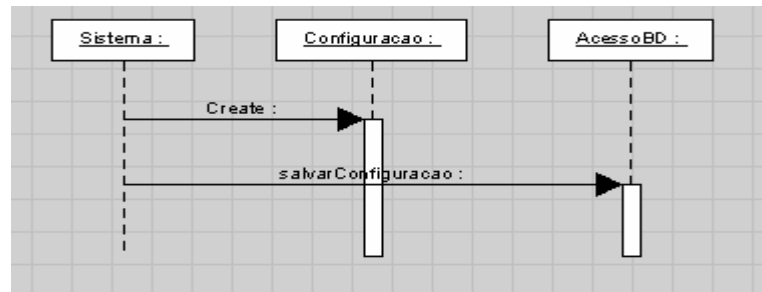 Sistema :
Configuracao :
AcessoBD :
Create :
salvarConfiguracao :